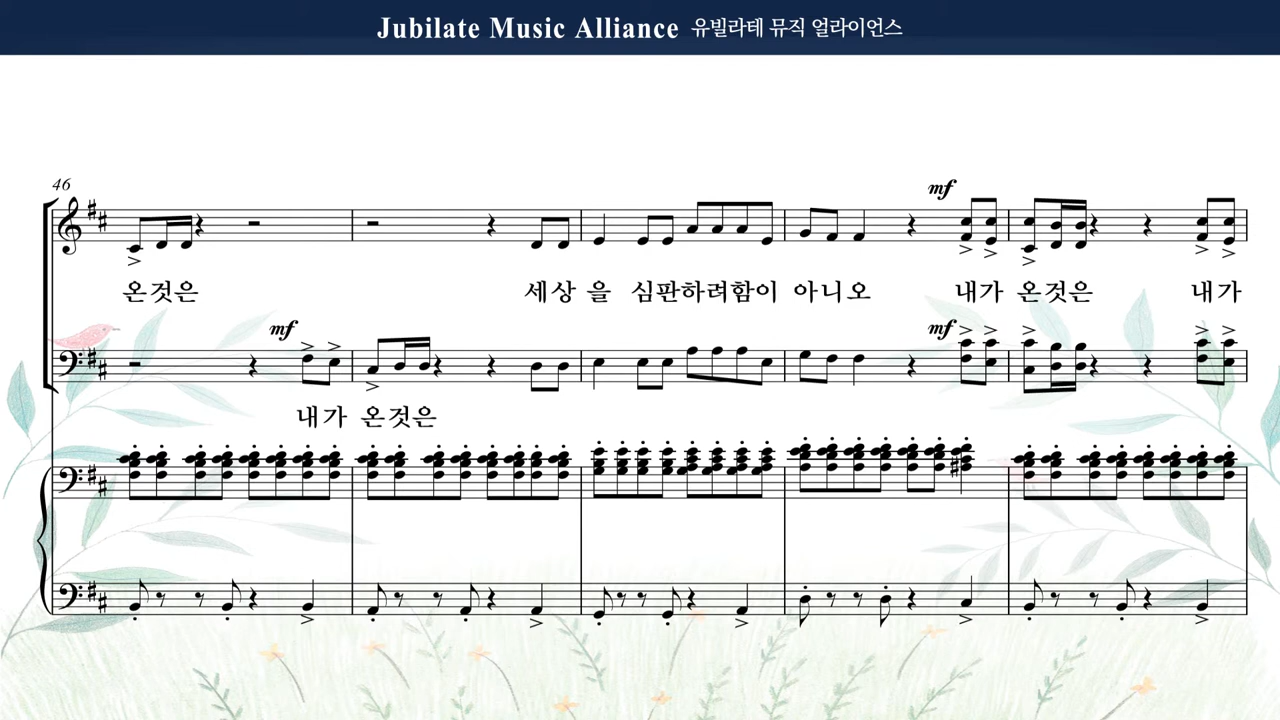 Jubilate Music Alliance 유빌라테 뮤직 얼라이언스
46
mf
온것은 세상 을 심판하려함이 아니오 내가 온것은 내가
mf mf
내가 온것은